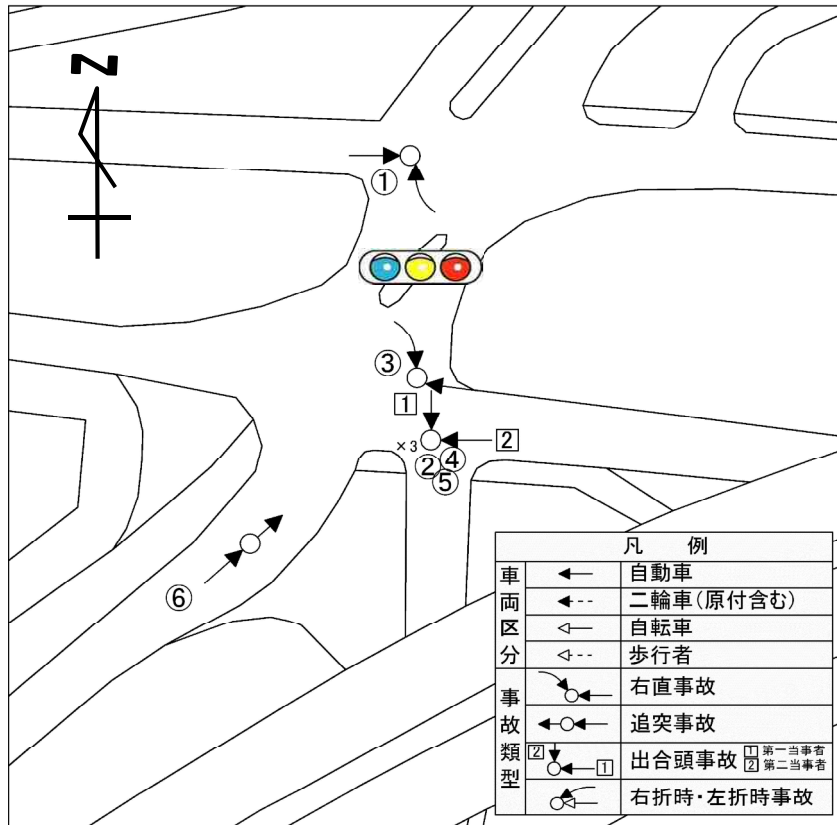 N
①
③
1
2
×3
②
④
⑤
⑥
凡 例
車両区分
自動車
二輪車(原付含む)
自転車
歩行者
事故類型
右直事故
追突事故
2
1
出合頭事故
1 第一当事者
2 第二当事者
右折時・左折時事故